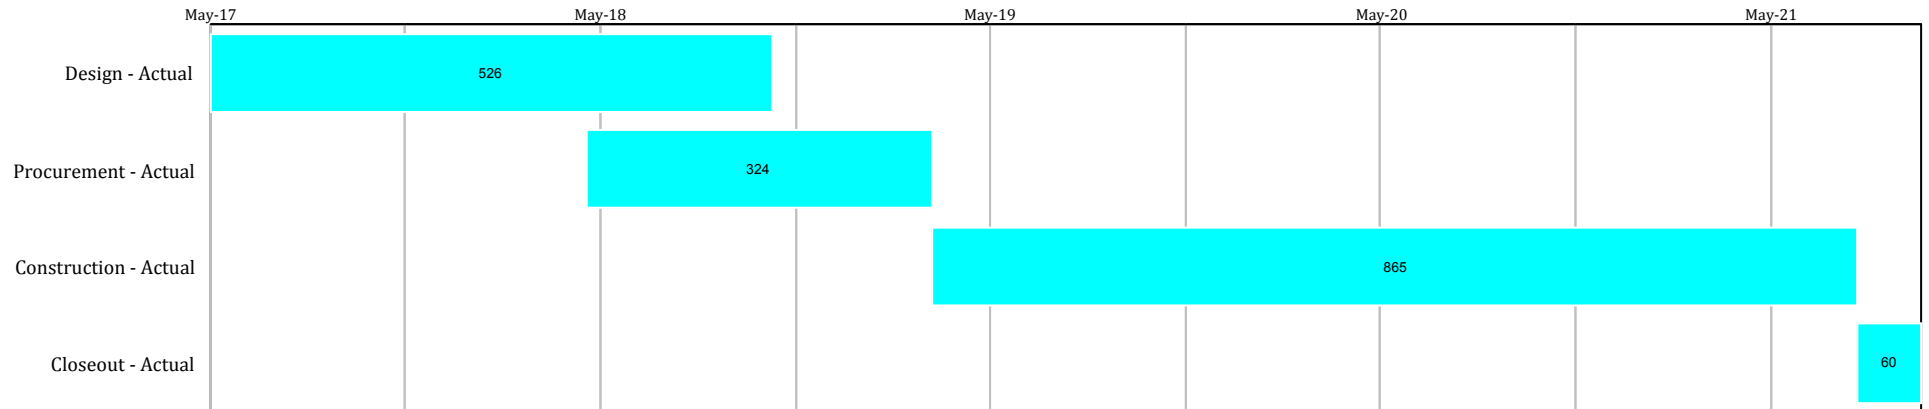 May-17 May-18 May-19 May-20 May-21
Design - Actual 526
Procurement - Actual 324
Construction - Actual 865
Closeout - Actual 60